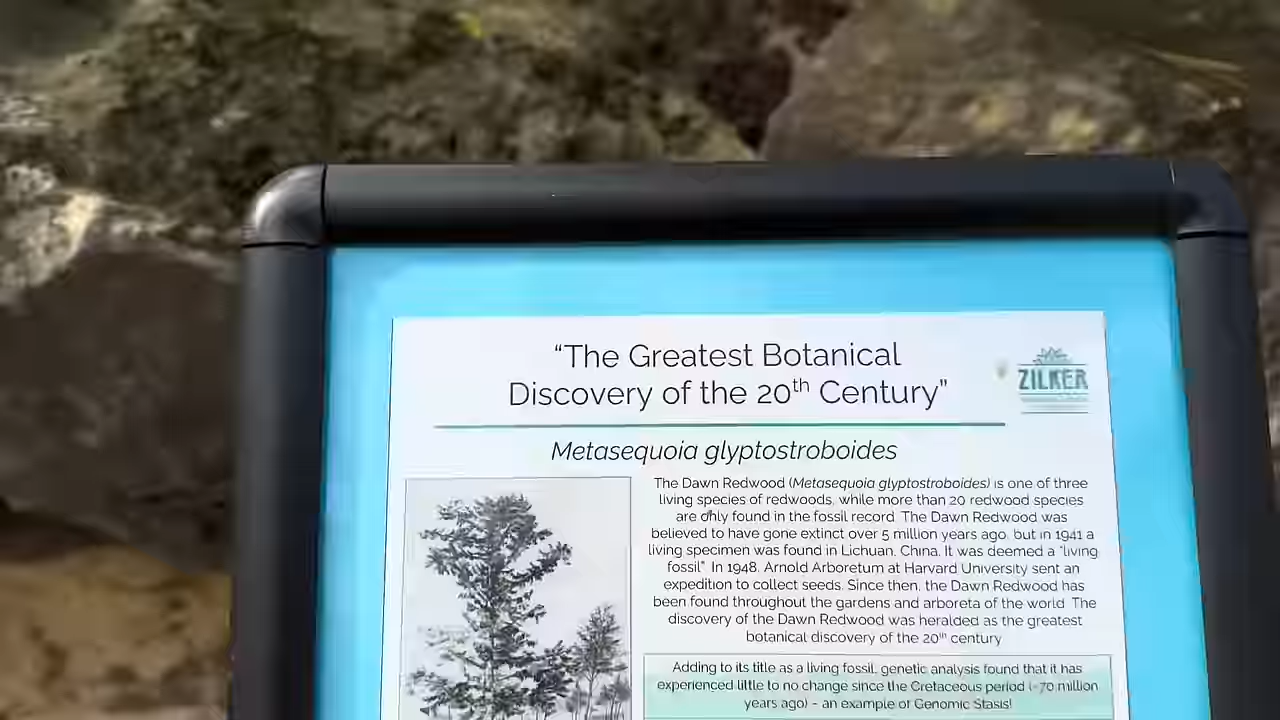 “The Greatest Botanical
Discovery of the 20th Century”
ZILKER
Metasequoia glyptostroboides
The Dawn Redwood (Metasequoia glyptostroboides) is one of three
living species of redwoods, while more than 20 redwood species
are only found in the fossil record. The Dawn Redwood was
believed to have gone extinct over 5 million years ago, but in 1941 a
living specimen was found in Lichuan, China. It was deemed a “living
fossil”. In 1948, Arnold Arboretum at Harvard University sent an
expedition to collect seeds. Since then, the Dawn Redwood has
been found throughout the gardens and arboreta of the world. The
discovery of the Dawn Redwood was heralded as the greatest
botanical discovery of the 20th century
Adding to its title as a living fossil, genetic analysis found that it has
experienced little to no change since the Cretaceous period (~70 million
years ago) - an example of Genomic Stasis!